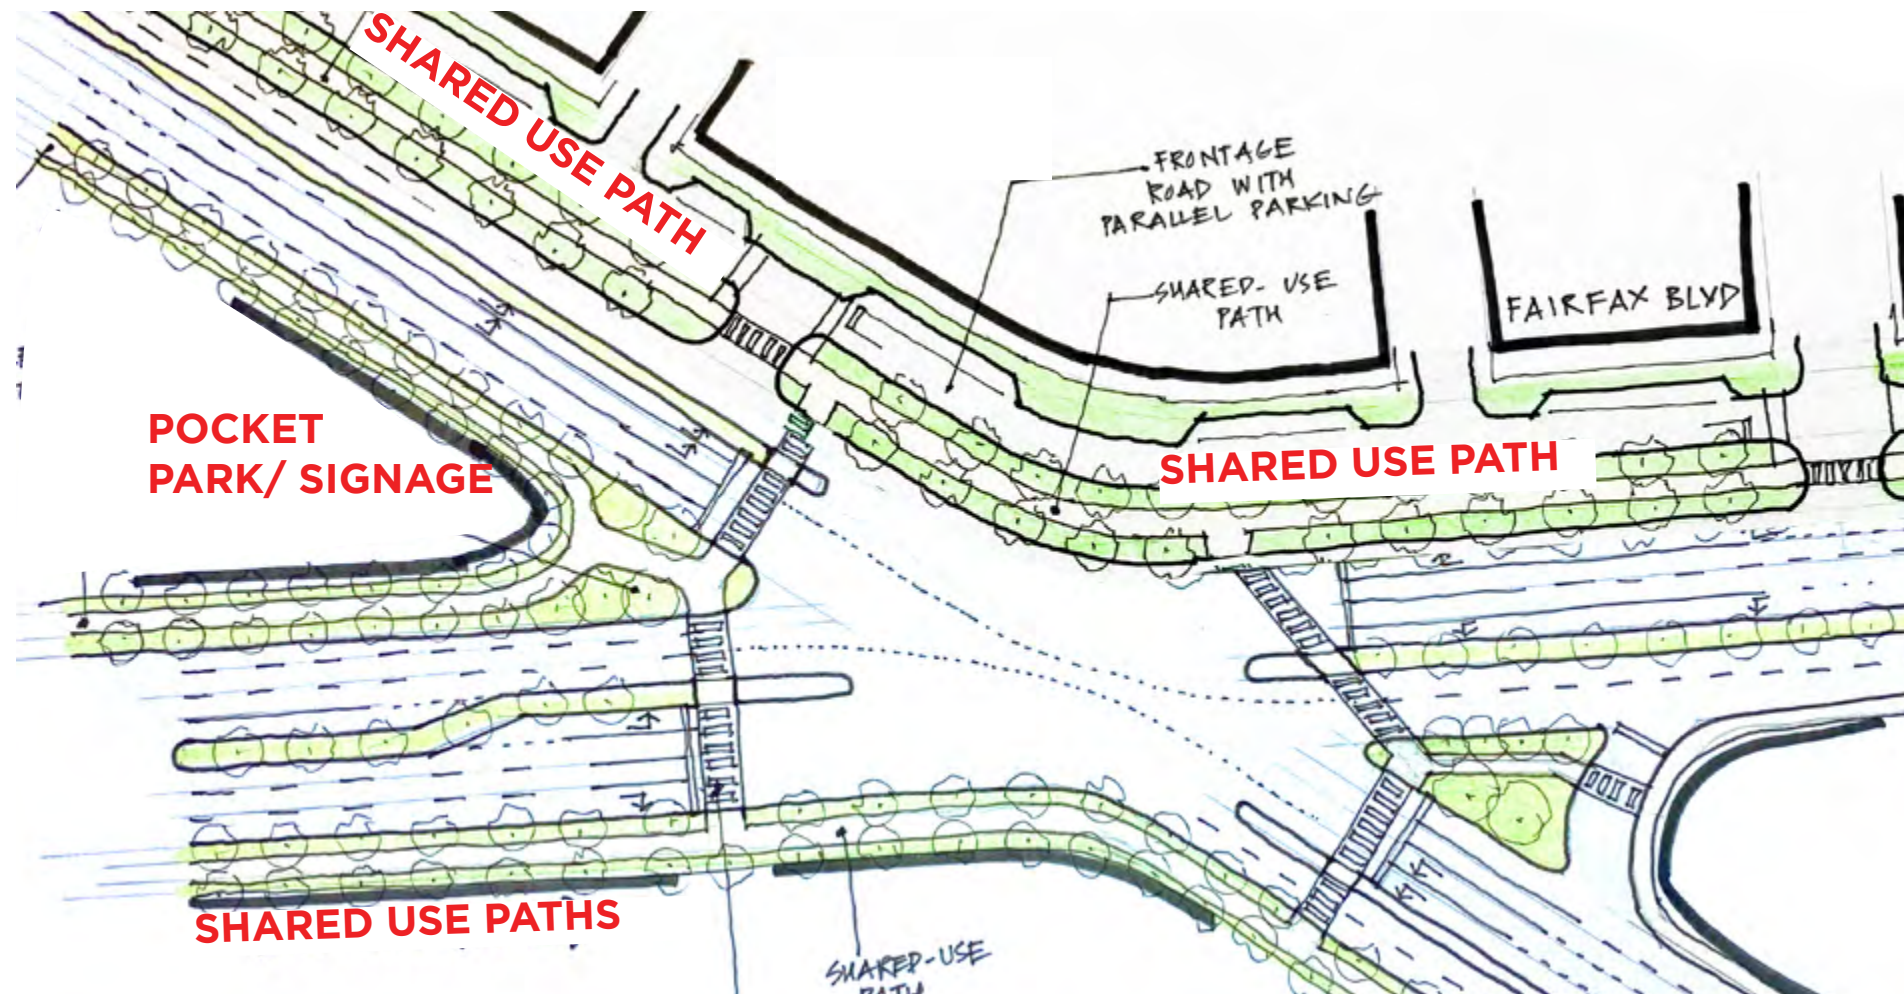 SHARED USE PATH
FRONTAGE
ROAD WITH
PARALLEL PARKING
SHARED-USE
PATH
FAIRFAX BLVD
POCKET
PARK/ SIGNAGE
SHARED USE PATH
SHARED USE PATHS
SHARED-USE
PATH